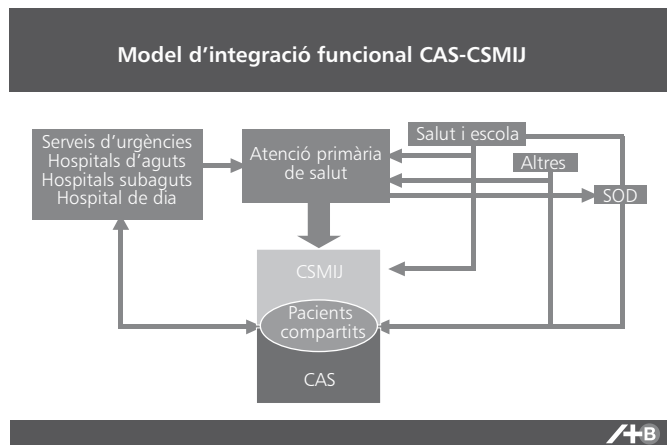 Model d'integració funcional CAS-CSMIJ
Serveis d'urgències
Hospitals d'aguts
Hospitals subaguts
Hospital de dia
Atenció primària
de salut
Salut i escola
Altres
SOD
CSMIJ
Pacients
compartits
CAS
A+B